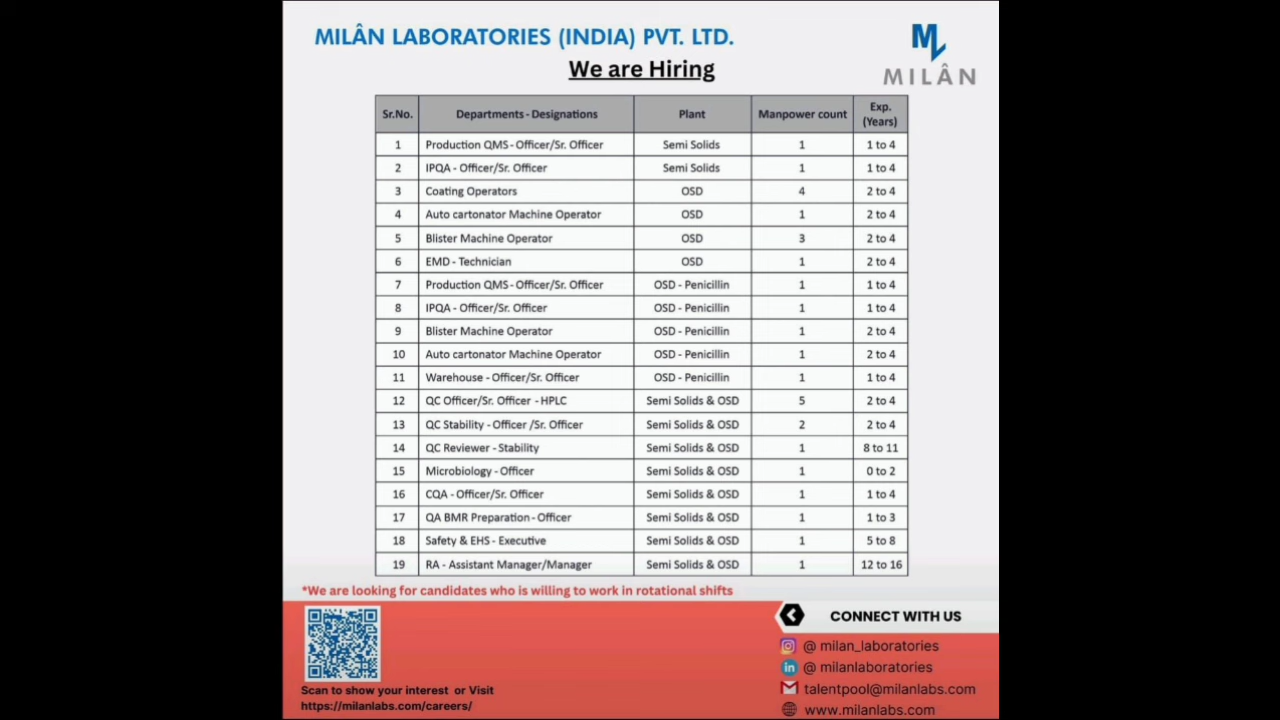 MILÂN LABORATORIES (INDIA) PVT. LTD.
We are Hiring
MILÂN
Sr.No. Departments - Designations Plant Manpower count Exp. (Years)
1 Production QMS - Officer/Sr. Officer Semi Solids 1 1 to 4
2 IPQA - Officer/Sr. Officer Semi Solids 1 1 to 4
3 Coating Operators OSD 4 2 to 4
4 Auto cartonator Machine Operator OSD 1 2 to 4
5 Blister Machine Operator OSD 3 2 to 4
6 EMD - Technician OSD 1 2 to 4
7 Production QMS - Officer/Sr. Officer OSD - Penicillin 1 1 to 4
8 IPQA - Officer/Sr. Officer OSD - Penicillin 1 1 to 4
9 Blister Machine Operator OSD - Penicillin 1 2 to 4
10 Auto cartonator Machine Operator OSD - Penicillin 1 2 to 4
11 Warehouse - Officer/Sr. Officer OSD - Penicillin 1 1 to 4
12 QC Officer/Sr. Officer - HPLC Semi Solids & OSD 5 2 to 4
13 QC Stability - Officer /Sr. Officer Semi Solids & OSD 2 2 to 4
14 QC Reviewer - Stability Semi Solids & OSD 1 8 to 11
15 Microbiology - Officer Semi Solids & OSD 1 0 to 2
16 CQA - Officer/Sr. Officer Semi Solids & OSD 1 1 to 4
17 QA BMR Preparation - Officer Semi Solids & OSD 1 1 to 3
18 Safety & EHS - Executive Semi Solids & OSD 1 5 to 8
19 RA - Assistant Manager/Manager Semi Solids & OSD 1 12 to 16
*We are looking for candidates who is willing to work in rotational shifts
Scan to show your interest or Visit
https://milanlabs.com/careers/
CONNECT WITH US
@ milan_laboratories
@ milanlaboratories
talentpool@milanlabs.com
www.milanlabs.com